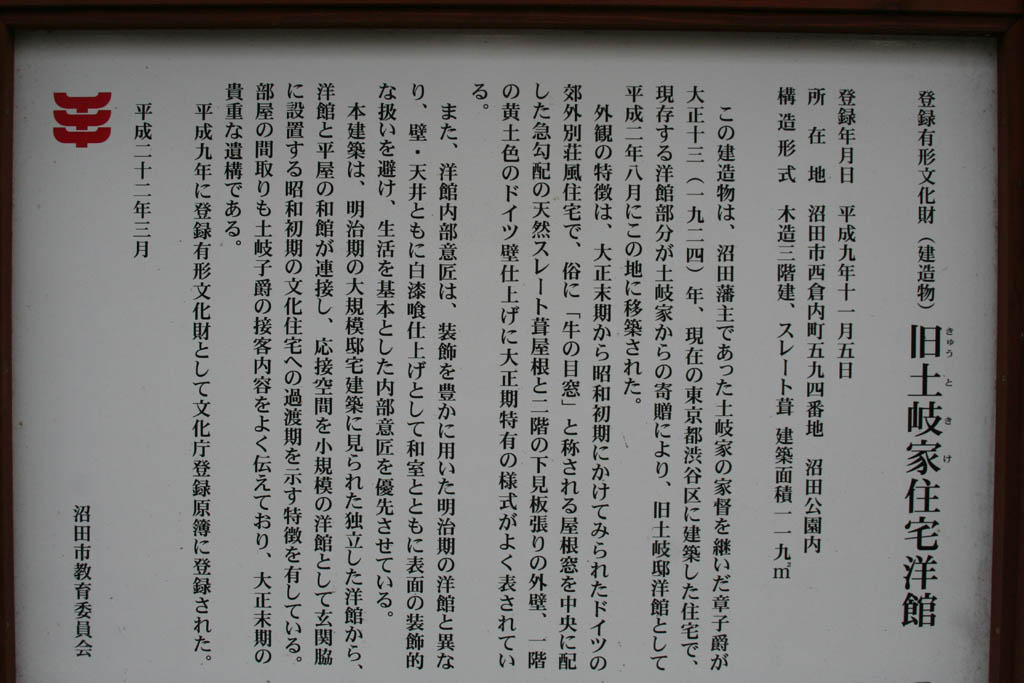 登録有形文化財（建造物）旧土岐家住宅洋館
きゅうときけ
登録年月日　平成九年十一月五日
所在地　沼田市西倉内町五九四番地　沼田公園内
構造形式　木造三階建、スレート葺　建築面積一一九㎡
この建造物は、沼田藩主であった土岐家の家督を継いだ章子爵が
大正十三（一九二四）年、現在の東京都渋谷区に建築した住宅で、
現存する洋館部分が土岐家からの寄贈により、旧土岐邸洋館として
平成二年八月にこの地に移築された。
外観の特徴は、大正末期から昭和初期にかけてみられたドイツの
郊外別荘風住宅で、俗に「牛の目窓」と称される屋根窓を中央に配
した急勾配の天然スレート葺屋根と二階の下見板張りの外壁、一階
の黄土色のドイツ壁仕上げに大正期特有の様式がよく表されてい
る。
また、洋館内部意匠は、装飾を豊かに用いた明治期の洋館と異な
り、壁・天井ともに白漆喰仕上げとして和室とともに表面の装飾的
な扱いを避け、生活を基本とした内部意匠を優先させている。
本建築は、明治期の大規模邸宅建築に見られた独立した洋館から、
洋館と平屋の和館が連接し、応接空間を小規模の洋館として玄関脇
に設置する昭和初期の文化住宅への過渡期を示す特徴を有している。
部屋の間取りも土岐子爵の接客内容をよく伝えており、大正末期の
貴重な遺構である。
平成九年に登録有形文化財として文化庁登録原簿に登録された。
平成二十二年三月
沼田市教育委員会